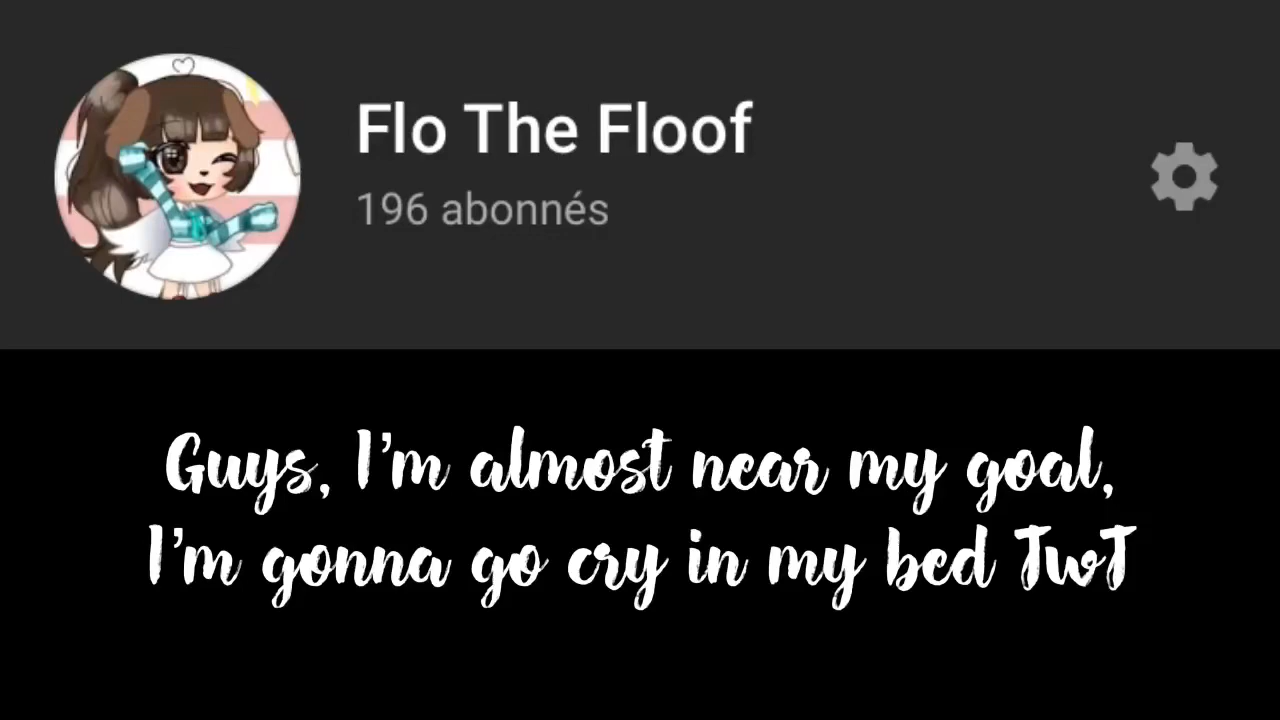 Flo The Floof
196 abonnés
Guys, I'm almost near my goal,
I'm gonna go cry in my bed TwT